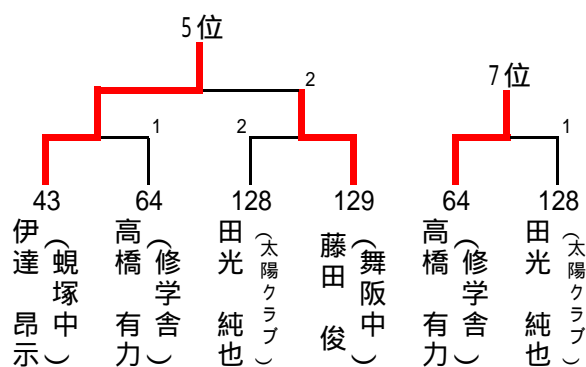 5位
7位
2
1
2
1
43
64
128
129
64
128
伊達 昂示
(蜆塚中)
高橋 有力
(修学舎)
田光 純也
(太陽クラブ)
藤田 俊
(舞阪中)
高橋 有力
(修学舎)
田光 純也
(太陽クラブ)